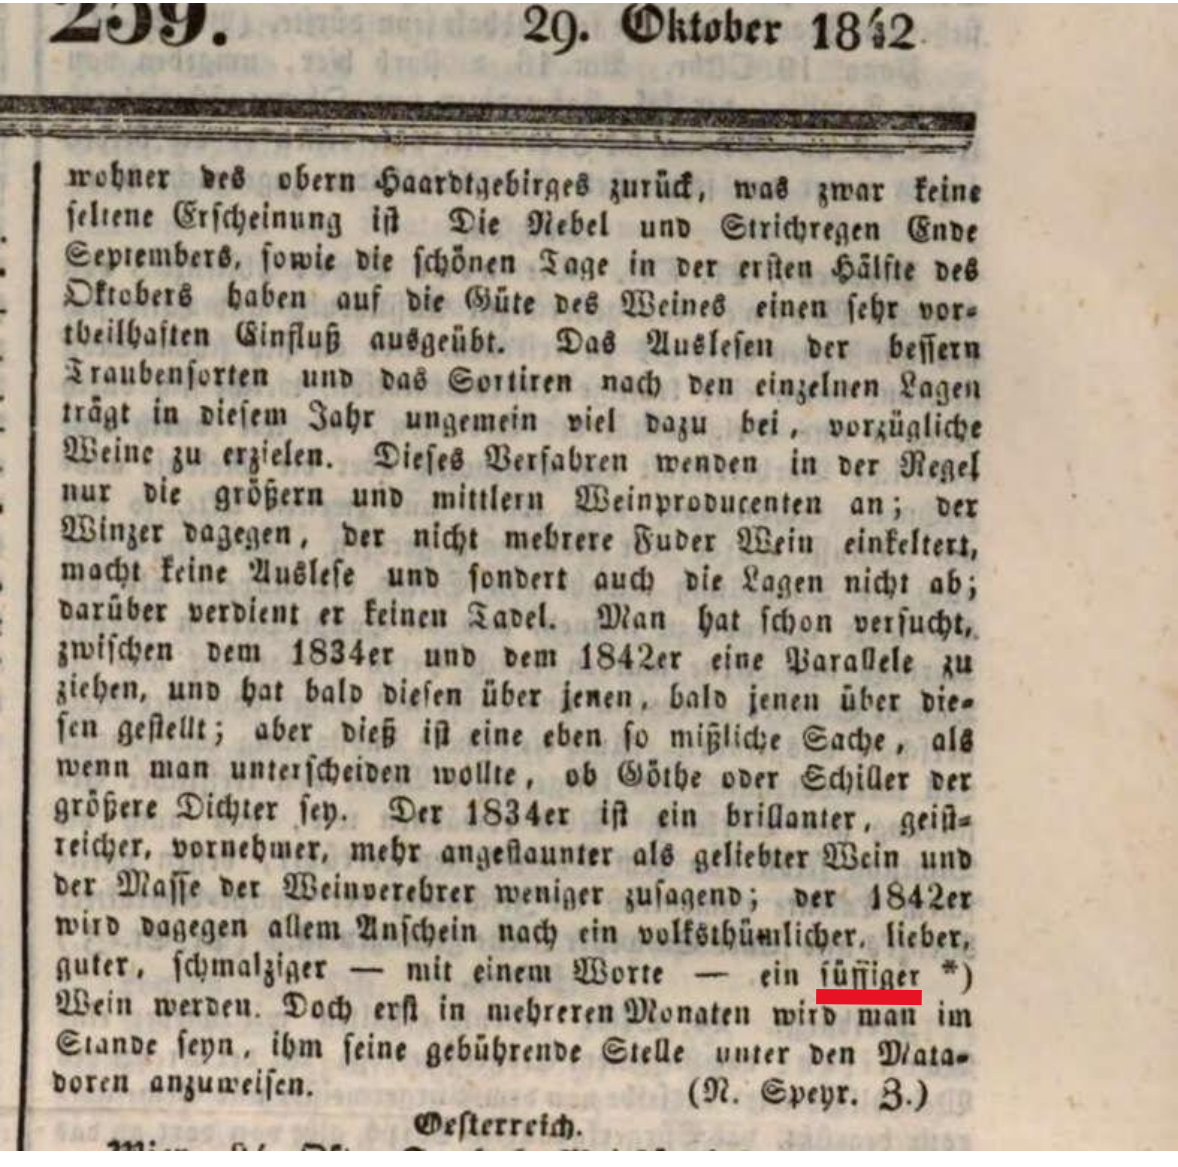 259.
29. Oktober 1842.
wohner des obern Haardtgebirges zurück, was zwar keine
seltene Erscheinung ist Die Nebel und Strichregen Ende
Septembers, sowie die schönen Tage in der ersten Hälfte des
Oktobers haben auf die Güte des Weines einen sehr vor-
theilhaften Einfluß ausgeübt. Das Auslesen der bessern
Traubensorten und das Sortiren nach den einzelnen Lagen
trägt in diesem Jahr ungemein viel dazu bei, vorzügliche
Weine zu erzielen. Dieses Verfahren wenden in der Regel
nur die größern und mittlern Weinproducenten an; der
Winzer dagegen, der nicht mehrere Fuder Wein einkeltert,
macht keine Auslese und sondert auch die Lagen nicht ab;
darüber verdient er keinen Tadel. Man hat schon versucht,
zwischen dem 1834er und dem 1842er eine Parallele zu
ziehen, und hat bald diesen über jenen, bald jenen über die-
sen gestellt; aber dieß ist eine eben so mißliche Sache, als
wenn man unterscheiden wollte, ob Göthe oder Schiller der
größere Dichter sey. Der 1834er ist ein brillanter, geist-
reicher, vornehmer, mehr angestaunter als geliebter Wein und
der Masse der Weinverehrer weniger zusagend; der 1842er
wird dagegen allem Anschein nach ein volksthümlicher, lieber,
guter, schmalziger — mit einem Worte — ein süffiger *)
Wein werden. Doch erst in mehreren Monaten wird man im
Stande seyn, ihm seine gebührende Stelle unter den Mata-
doren anzuweisen. (N. Speyr. Z.)
Oesterreich.